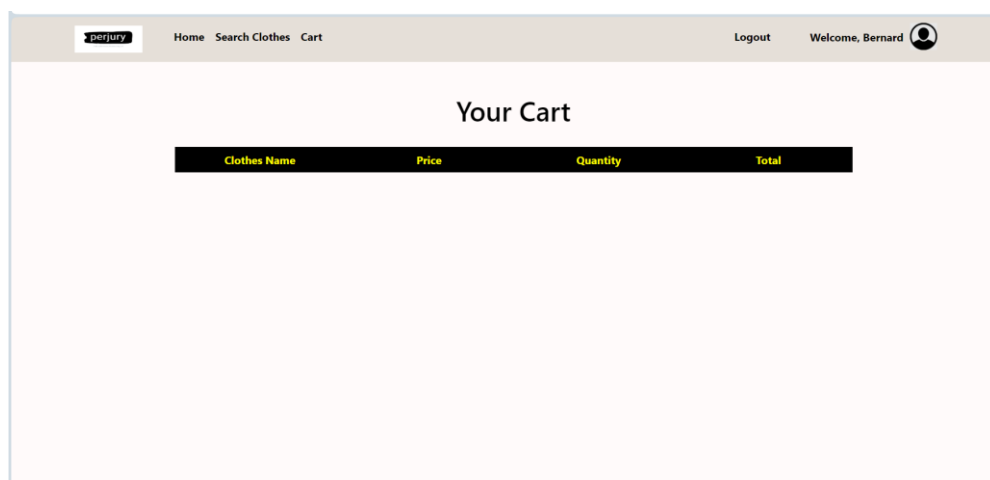 perjury Home Search Clothes Cart Logout Welcome, Bernard
Your Cart
Clothes Name Price Quantity Total